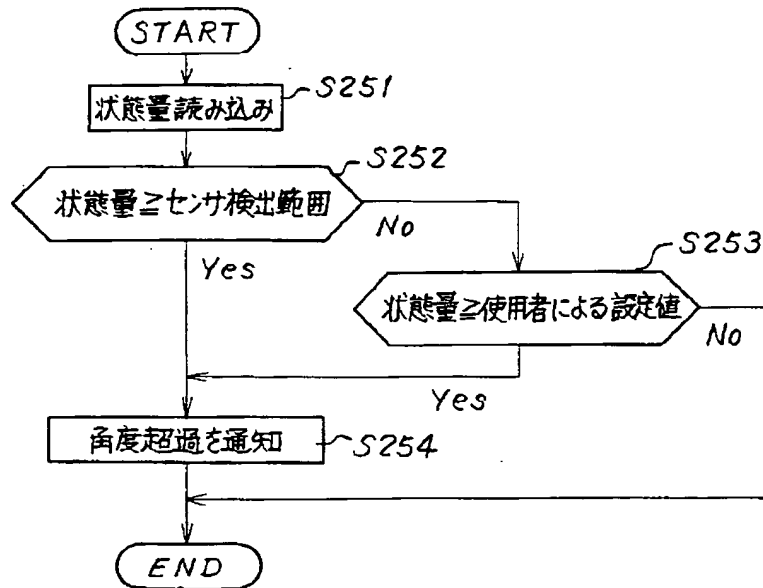 START
状態量読み込み
S251
状態量≧センサ検出範囲
S252
No
Yes
状態量≧使用者による設定値
S253
No
Yes
角度超過を通知
S254
END